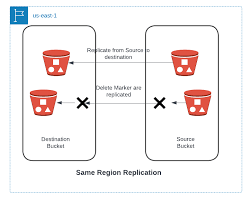 us-east-1
Replicate from Source to
destination
Delete Marker are
replicated
Destination
Bucket
Source
Bucket
Same Region Replication